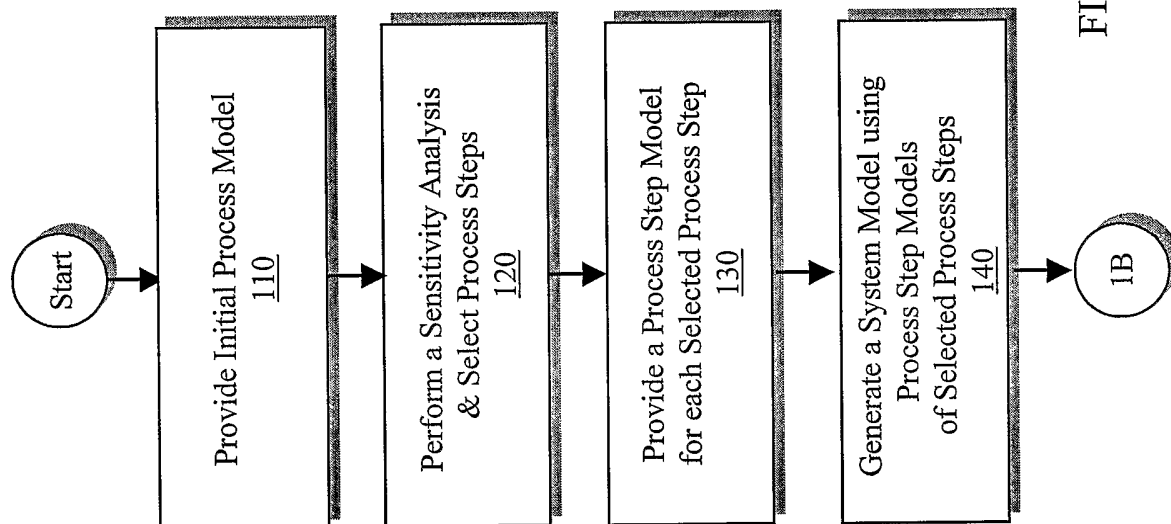 Start
Provide Initial Process Model
110
Perform a Sensitivity Analysis
& Select Process Steps
120
Provide a Process Step Model
for each Selected Process Step
130
Generate a System Model using
Process Step Models
of Selected Process Steps
140
1B